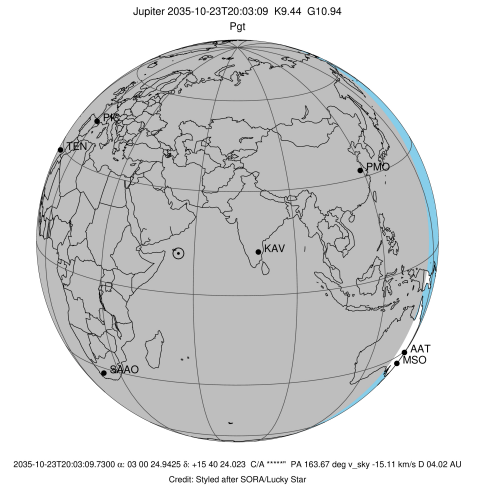 Jupiter 2035-10-23T20:03:09 K9.44 G10.94
Pgt
PIC
TEN
PMO
KAV
AAT
MSO
SAAO
2035-10-23T20:03:09.7300 α: 03 00 24.9425 δ: +15 40 24.023 C/A *****" PA 163.67 deg v_sky -15.11 km/s D 04.02 AU
Credit: Styled after SORA/Lucky Star